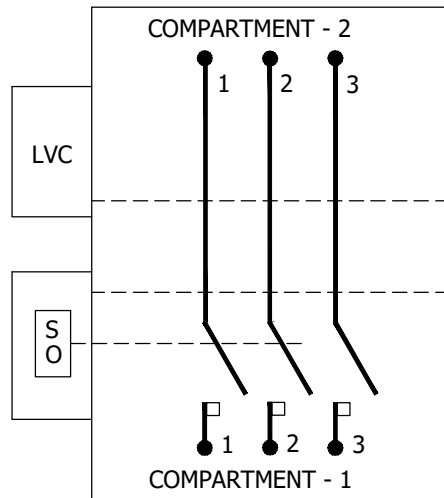 COMPARTMENT - 2
1 2 3
LVC
S
O
1 2 3
COMPARTMENT - 1